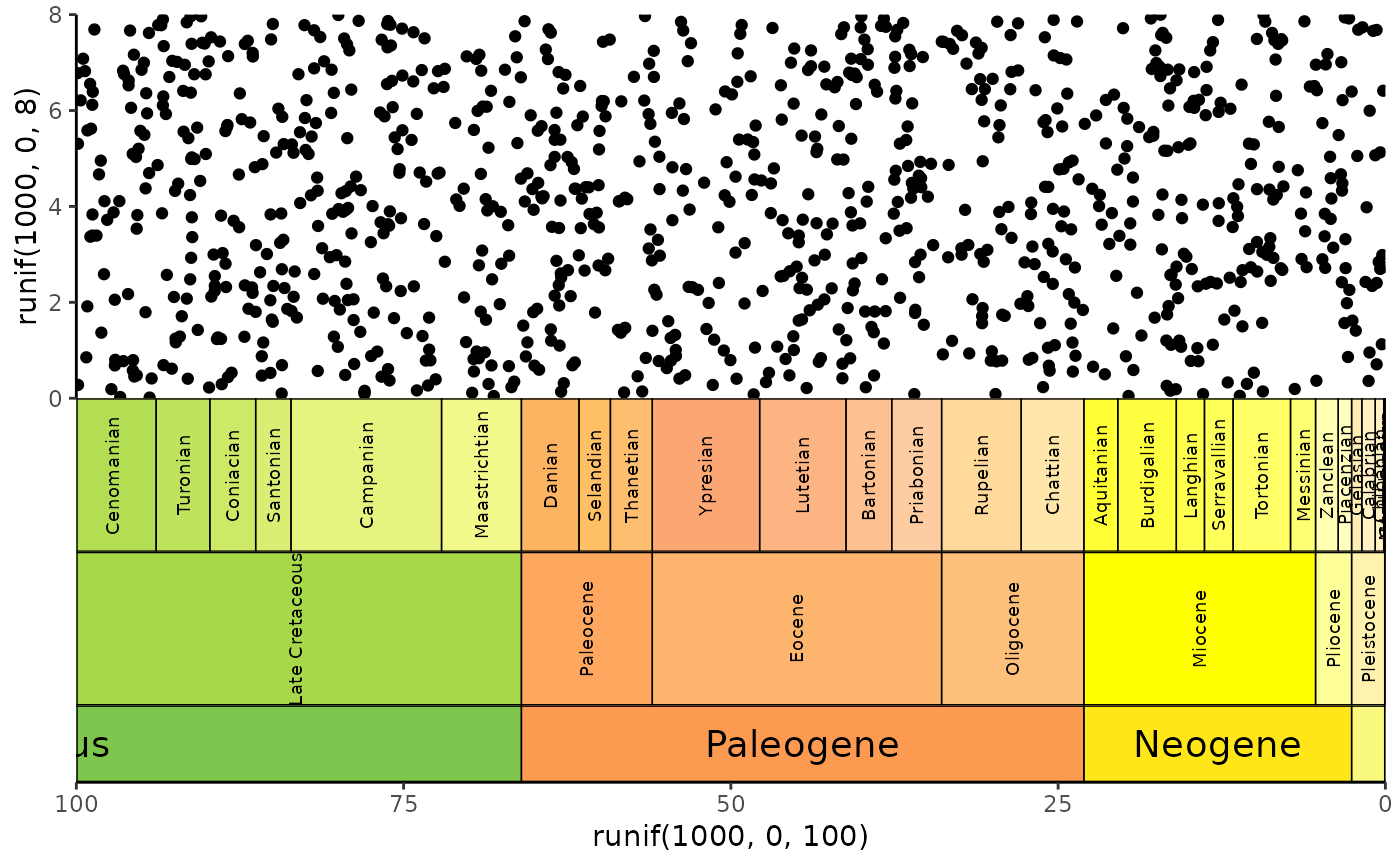 8
6
4
2
0
runif(1000, 0, 8)
Cenomanian
Turonian
Coniacian
Santonian
Campanian
Maastrichtian
Danian
Selandian
Thanetian
Ypresian
Lutetian
Bartonian
Priabonian
Rupelian
Chattian
Aquitanian
Burdigalian
Langhian
Serravallian
Tortonian
Messinian
Zanclean
Piacenzian
Gelasian
Calabrian
Late Cretaceous
Paleocene
Eocene
Oligocene
Miocene
Pliocene
Pleistocene
us
Paleogene
Neogene
100
75
50
25
0
runif(1000, 0, 100)